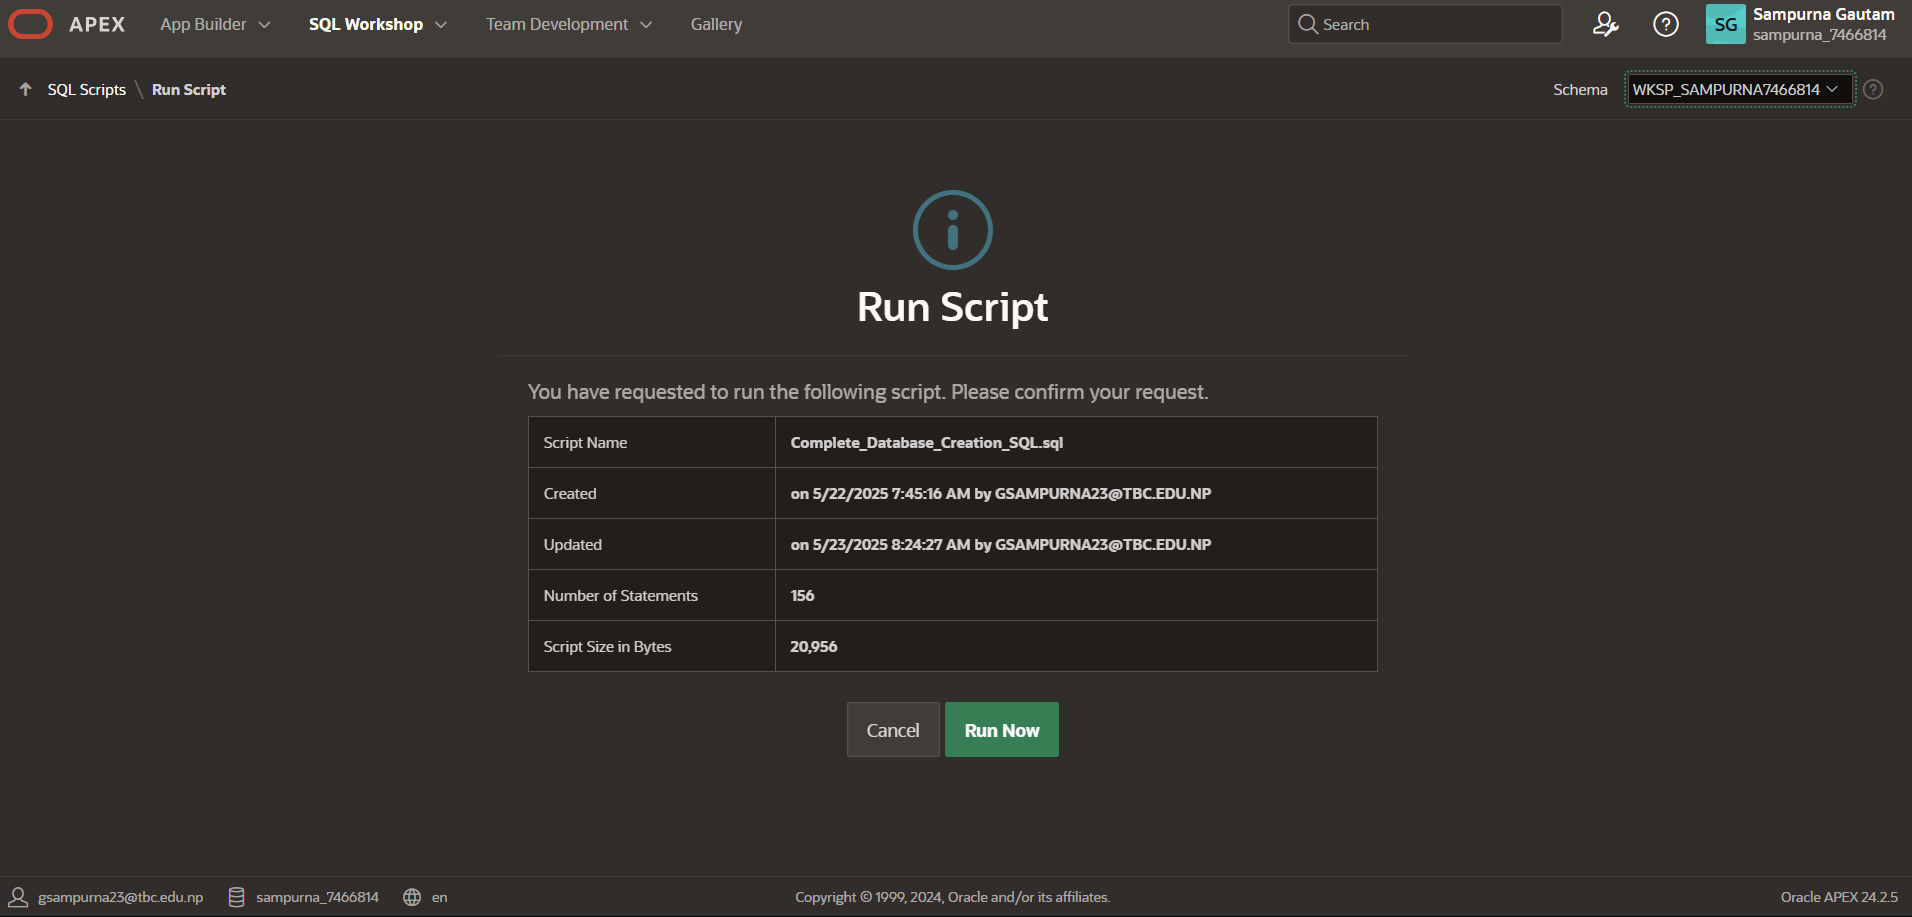 APEX App Builder SQL Workshop Team Development Gallery Search SG Sampurna Gautam
sampurna_7466814
SQL Scripts \ Run Script Schema WKSP_SAMPURNA7466814
Run Script
You have requested to run the following script. Please confirm your request.
Script Name Complete_Database_Creation_SQL.sql
Created on 5/22/2025 7:45:16 AM by GSAMPURNA23@TBC.EDU.NP
Updated on 5/23/2025 8:24:27 AM by GSAMPURNA23@TBC.EDU.NP
Number of Statements 156
Script Size in Bytes 20,956
Cancel Run Now
gsampurna23@tbc.edu.np sampurna_7466814 en Copyright © 1999, 2024, Oracle and/or its affiliates. Oracle APEX 24.2.5